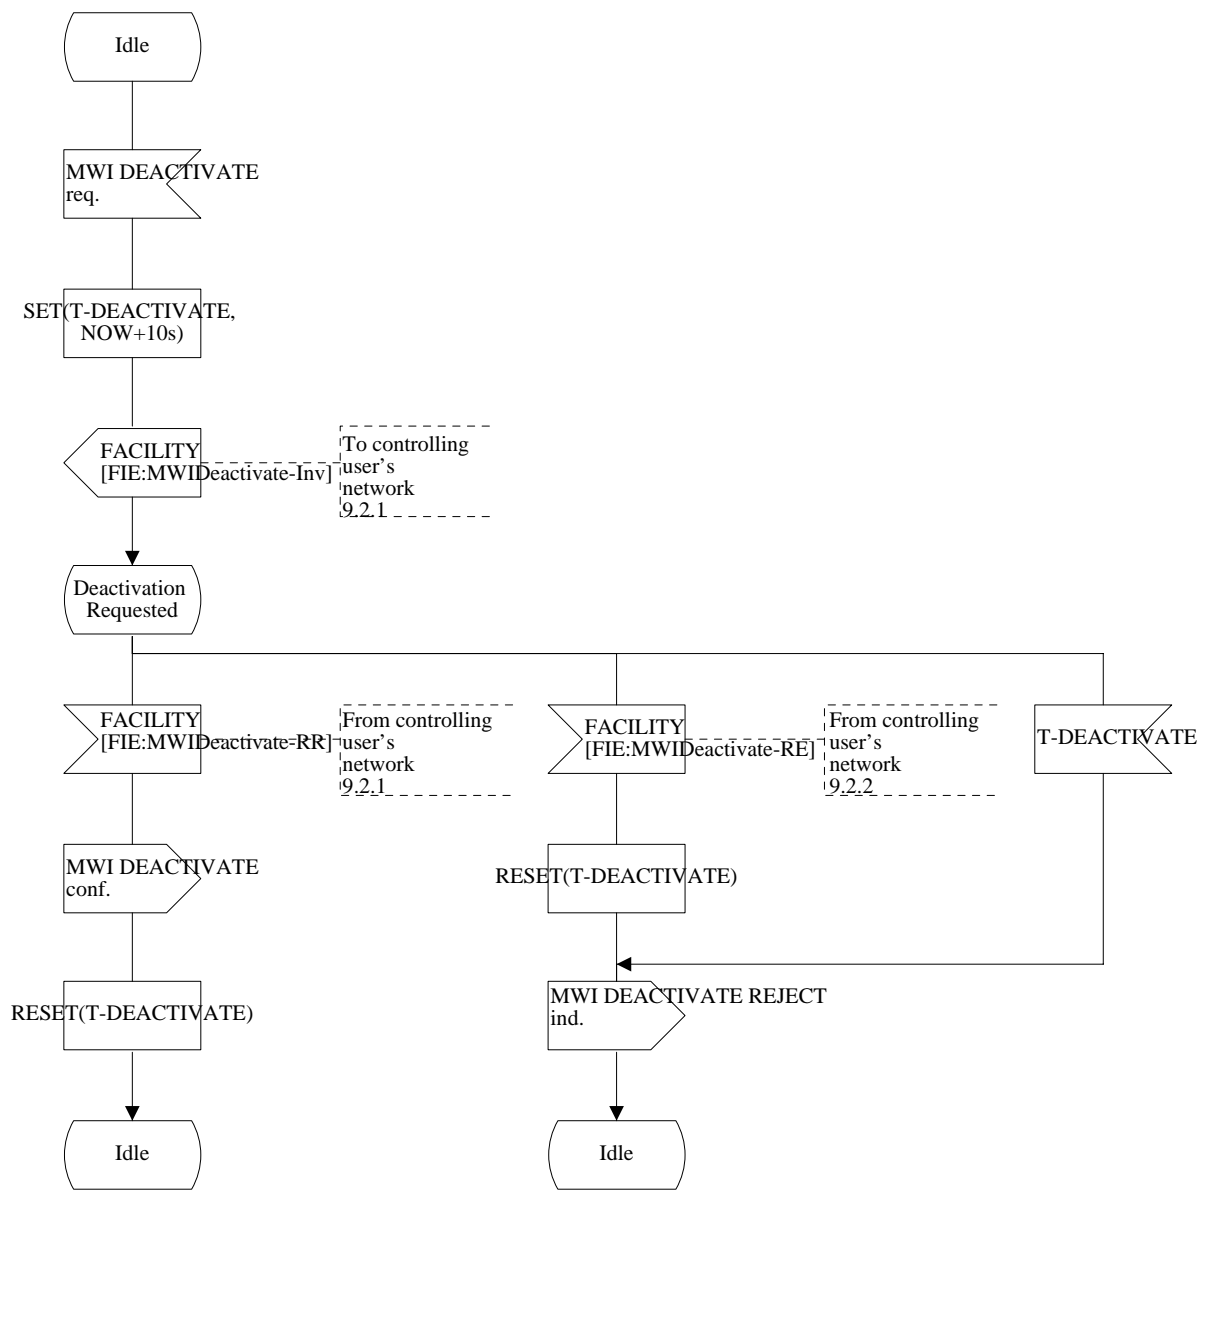 Idle
MWI DEACTIVATE
req.
SET(T-DEACTIVATE,
NOW+10s)
FACILITY
[FIE:MWIDeactivate-Inv]
To controlling
user's
network
9.2.1
Deactivation
Requested
FACILITY
[FIE:MWIDeactivate-RR]
From controlling
user's
network
9.2.1
FACILITY
[FIE:MWIDeactivate-RE]
From controlling
user's
network
9.2.2
T-DEACTIVATE
MWI DEACTIVATE
conf.
RESET(T-DEACTIVATE)
RESET(T-DEACTIVATE)
MWI DEACTIVATE REJECT
ind.
Idle
Idle